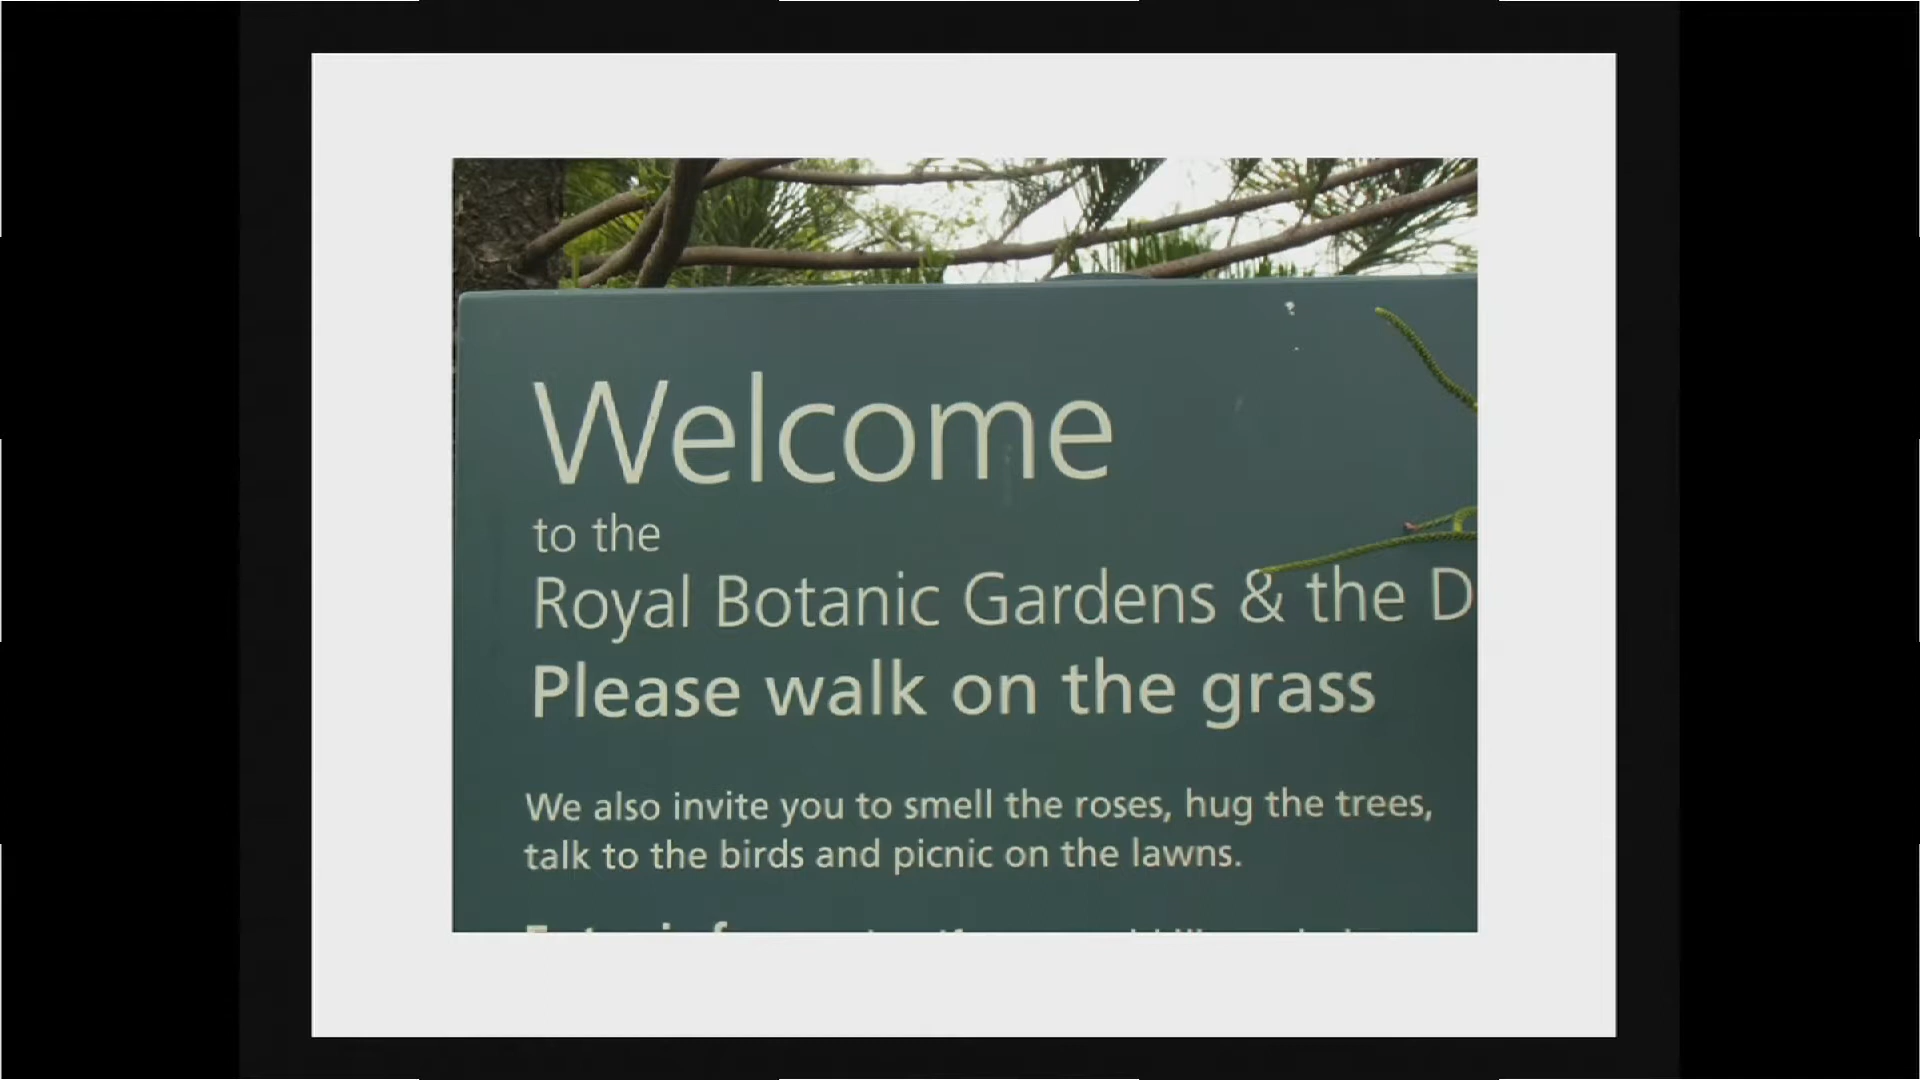 Welcome
to the
Royal Botanic Gardens & the D
Please walk on the grass
We also invite you to smell the roses, hug the trees,
talk to the birds and picnic on the lawns.